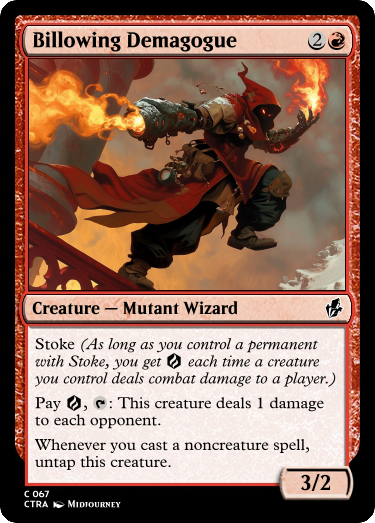 Billowing Demagogue 2
Creature — Mutant Wizard
Stoke (As long as you control a permanent
with Stoke, you get each time a creature
you control deals combat damage to a player.)
Pay , : This creature deals 1 damage
to each opponent.
Whenever you cast a noncreature spell,
untap this creature.
3/2
C 067
CTRA Midjourney